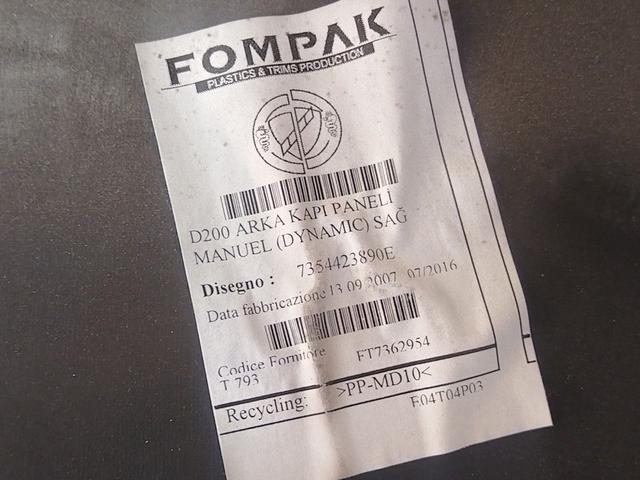 FOMPAK
PLASTICS & TRIMS PRODUCTION
D200 ARKA KAPI PANELİ
MANUEL (DYNAMIC) SAĞ
Disegno : 7354423890E
Data fabbricazione 13 09 2007 07/2016
Codice Fornitore FT7362954
T 793
Recycling: >PP-MD10<
F04T04P03